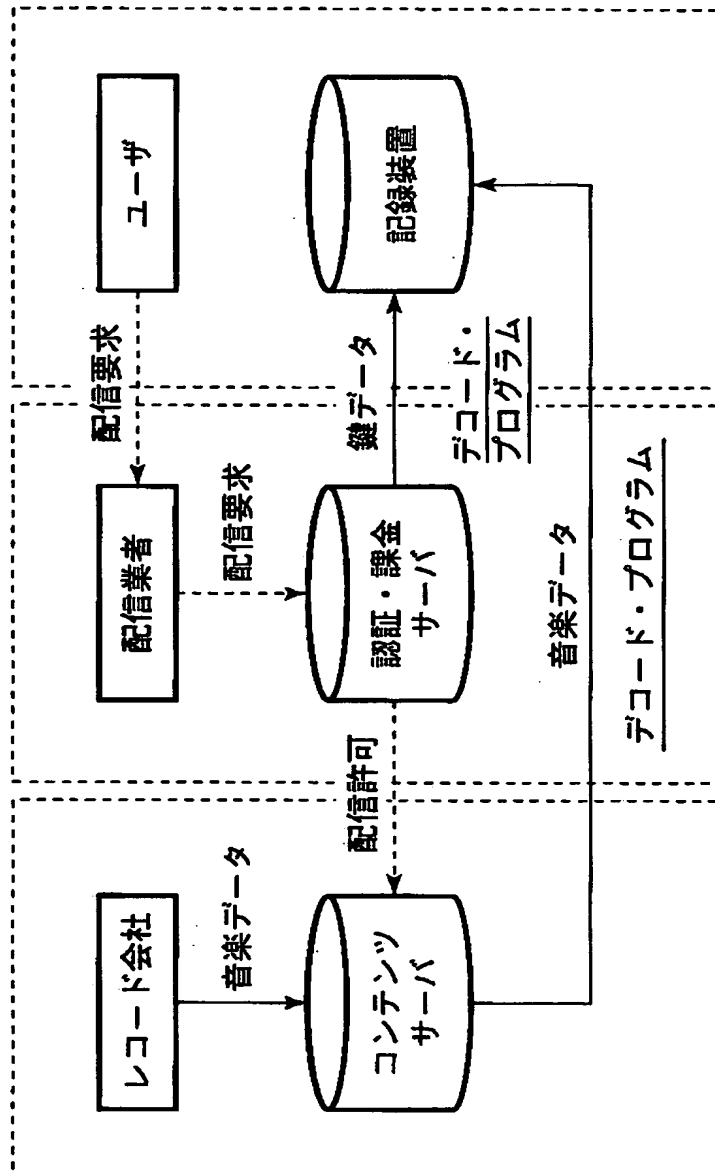 レコード会社
音楽データ
コンテンツ
サーバ
配信許可
配信業者
配信要求
認証・課金
サーバ
配信要求
ユーザ
鍵データ
デコード・
プログラム
記録装置
音楽データ
デコード・プログラム